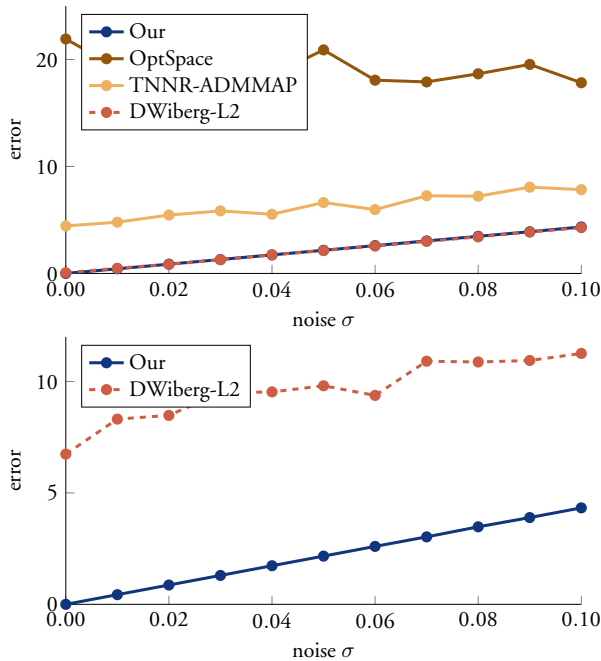 20
10
0
error
Our
OptSpace
TNNR-ADMMAP
DWiberg-L2
0.00 0.02 0.04 0.06 0.08 0.10
noise σ
10
5
0
error
Our
DWiberg-L2
0.00 0.02 0.04 0.06 0.08 0.10
noise σ